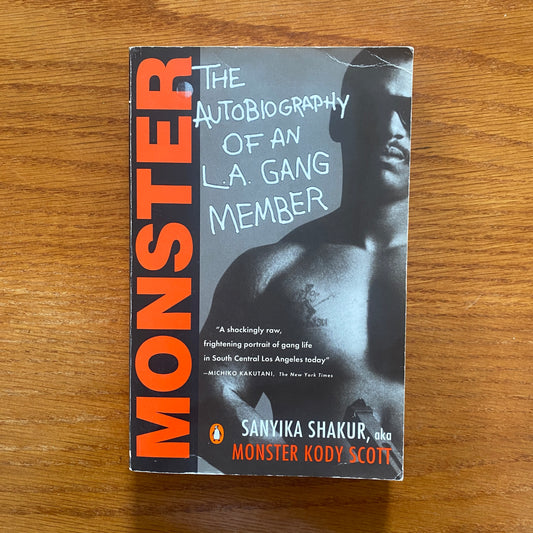 MONSTER
THE
AUTOBIOGRAPHY
OF AN
L.A. GANG
MEMBER
"A shockingly raw,
frightening portrait of gang life
in South Central Los Angeles today"
—MICHIKO KAKUTANI, The New York Times
SANYIKA SHAKUR, aka
MONSTER KODY SCOTT